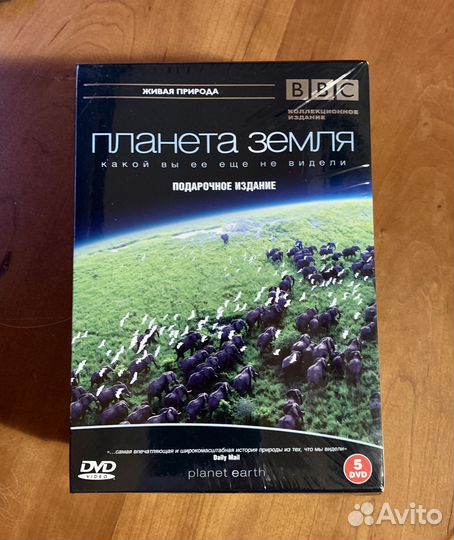 ЖИВАЯ ПРИРОДА
BBC
КОЛЛЕКЦИОННОЕ
ИЗДАНИЕ
ПЛАНЕТА ЗЕМЛЯ
КАКОЙ ВЫ ЕЕ ЕЩЕ НЕ ВИДЕЛИ
ПОДАРОЧНОЕ ИЗДАНИЕ
"...самая впечатляющая и широкомасштабная история природы из тех, что мы видели"
Daily Mail
DVD
VIDEO
planet earth
5
DVD
Avito